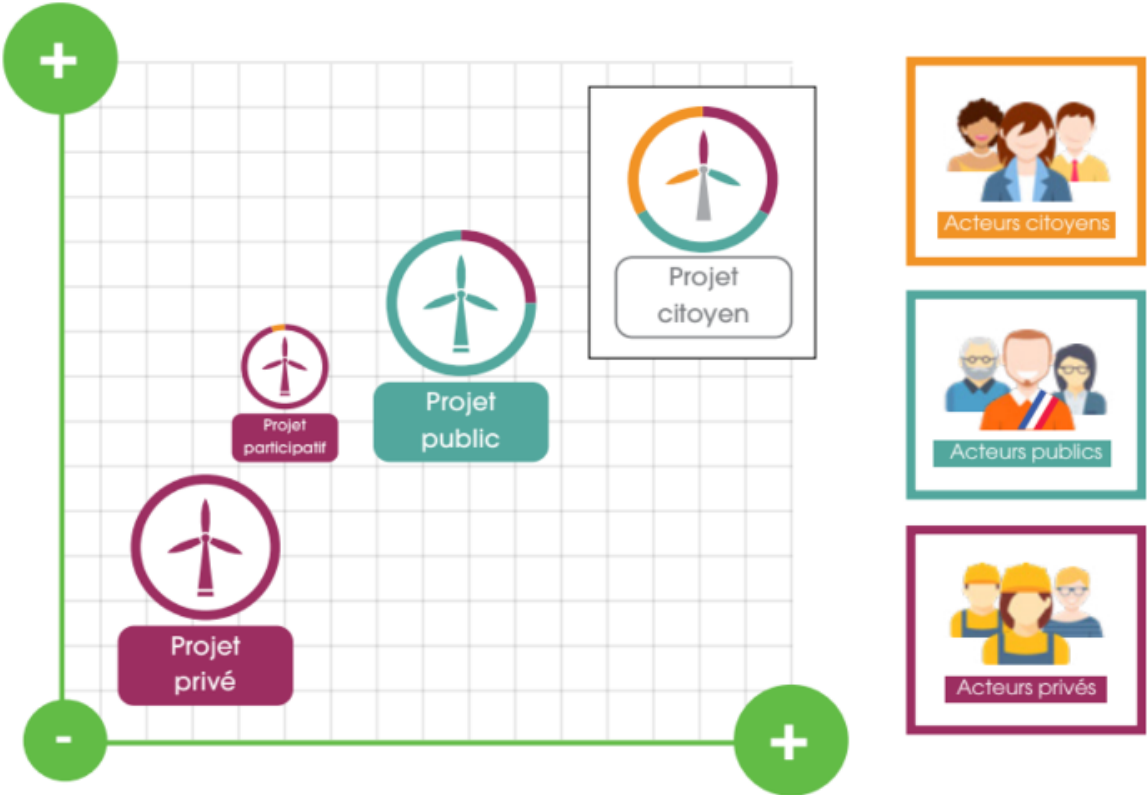 +
Projet
citoyen
Projet
public
Projet
participatif
Projet
privé
-
+
Acteurs citoyens
Acteurs publics
Acteurs privés